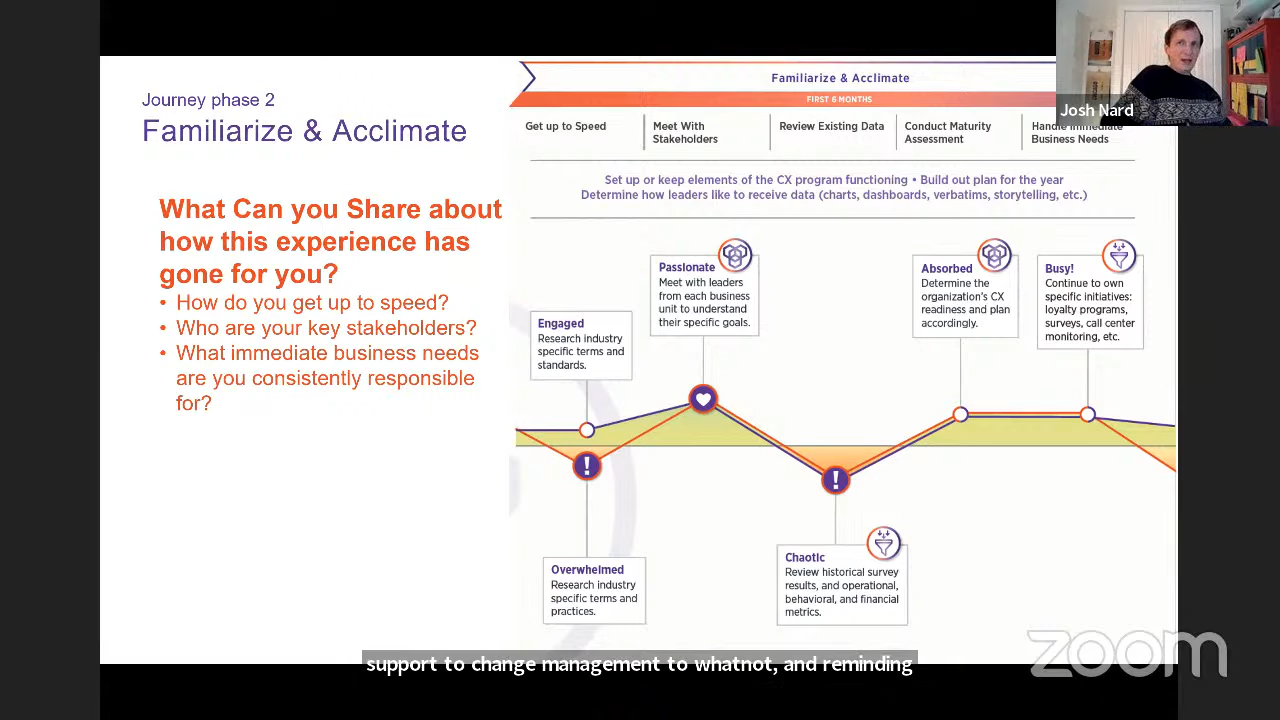 Journey phase 2
Familiarize & Acclimate
What Can you Share about
how this experience has
gone for you?
• How do you get up to speed?
• Who are your key stakeholders?
• What immediate business needs
are you consistently responsible
for?
Familiarize & Acclimate
FIRST 6 MONTHS
Get up to Speed
Meet With
Stakeholders
Review Existing Data
Conduct Maturity
Assessment
Handle Immediate
Business Needs
Set up or keep elements of the CX program functioning • Build out plan for the year
Determine how leaders like to receive data (charts, dashboards, verbatims, storytelling, etc.)
Engaged
Research industry
specific terms and
standards.
Passionate
Meet with leaders
from each business
unit to understand
their specific goals.
Absorbed
Determine the
organization's CX
readiness and plan
accordingly.
Busy!
Continue to own
specific initiatives:
loyalty programs,
surveys, call center
monitoring, etc.
!
!
Overwhelmed
Research industry
specific terms and
practices.
Chaotic
Review historical survey
results, and operational,
behavioral, and financial
metrics.
Josh Nard
support to change management to whatnot, and reminding
zoom